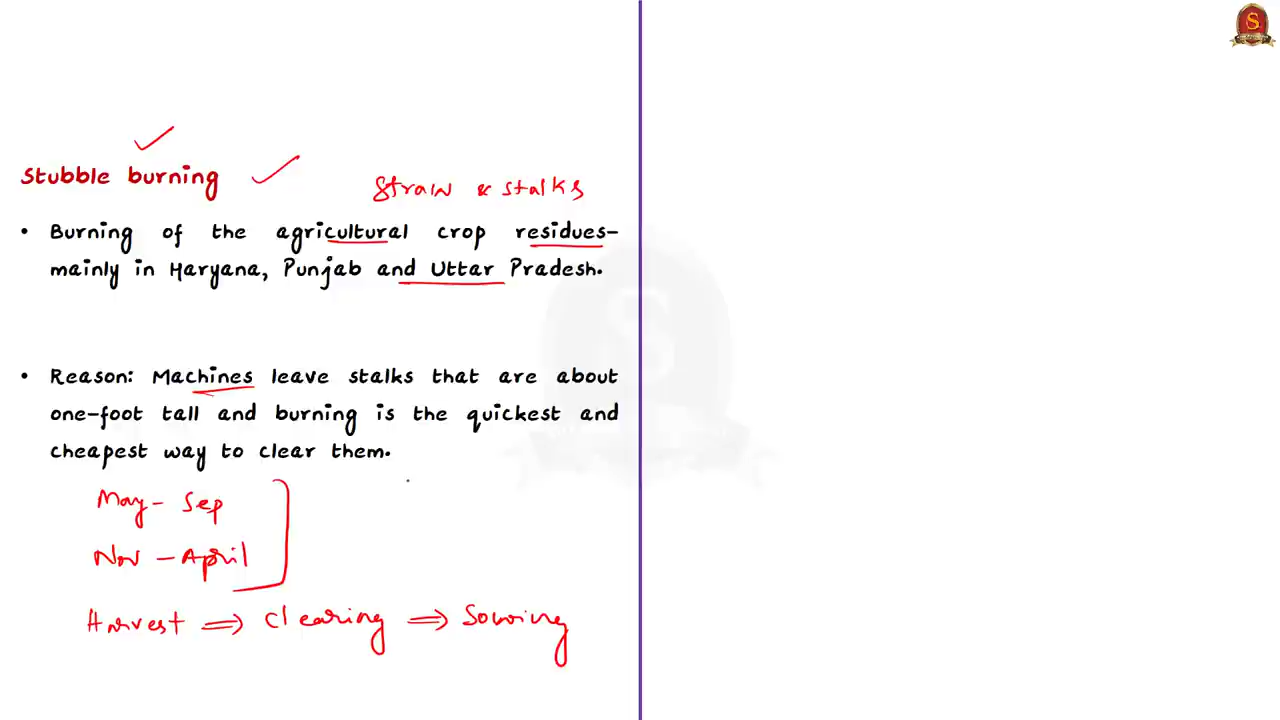 Stubble burning
Straw & stalks
• Burning of the agricultural crop residues-
mainly in Haryana, Punjab and Uttar Pradesh.
• Reason: Machines leave stalks that are about
one-foot tall and burning is the quickest and
cheapest way to clear them.
May - Sep
Nov - April
Harvest ⇒ Clearing ⇒ Sowing
S